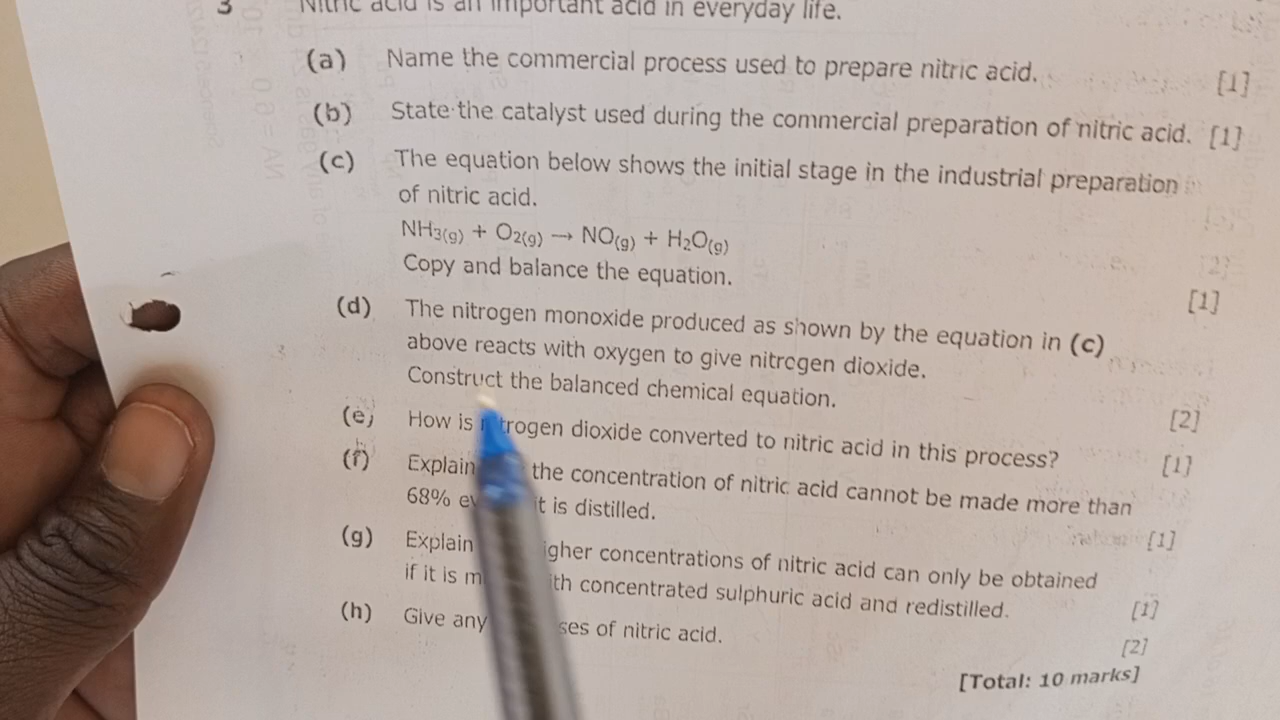 3 Nitric acid is an important acid in everyday life.
(a) Name the commercial process used to prepare nitric acid. [1]
(b) State the catalyst used during the commercial preparation of nitric acid. [1]
(c) The equation below shows the initial stage in the industrial preparation
of nitric acid.
NH₃(g) + O₂(g) → NO(g) + H₂O(g)
Copy and balance the equation. [1]
(d) The nitrogen monoxide produced as shown by the equation in (c)
above reacts with oxygen to give nitrogen dioxide.
Construct the balanced chemical equation. [2]
(e) How is nitrogen dioxide converted to nitric acid in this process? [1]
(f) Explain the concentration of nitric acid cannot be made more than
68% it is distilled. [1]
(g) Explain higher concentrations of nitric acid can only be obtained
if it is with concentrated sulphuric acid and redistilled. [1]
(h) Give any uses of nitric acid. [2]
[Total: 10 marks]